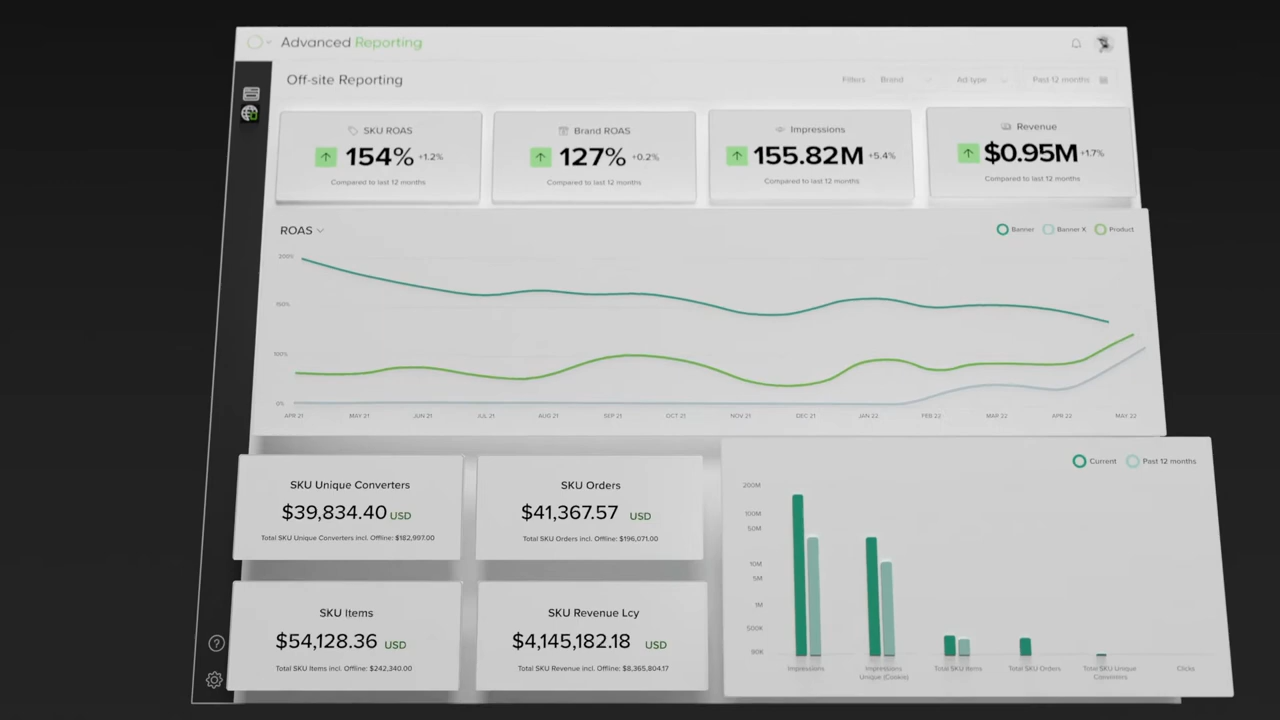 Advanced Reporting
Off-site Reporting
Filters Brand Ad type Past 12 months
SKU ROAS
154% +1.2%
Compared to last 12 months
Brand ROAS
127% +0.2%
Compared to last 12 months
Impressions
155.82M +5.4%
Compared to last 12 months
Revenue
$0.95M +1.7%
Compared to last 12 months
ROAS
Banner Banner X Product
200%
150%
100%
0%
APR 21 MAY 21 JUN 21 JUL 21 AUG 21 SEP 21 OCT 21 NOV 21 DEC 21 JAN 22 FEB 22 MAR 22 APR 22 MAY 22
SKU Unique Converters
$39,834.40 USD
Total SKU Unique Converters incl. Offline: $182,997.00
SKU Orders
$41,367.57 USD
Total SKU Orders incl. Offline: $196,071.00
SKU Items
$54,128.36 USD
Total SKU Items incl. Offline: $242,340.00
SKU Revenue Lcy
$4,145,182.18 USD
Total SKU Revenue incl. Offline: $8,365,804.17
Current Past 12 months
200M
100M
50M
10M
5M
1M
500K
90K
Impressions
Impressions
Unique (Cookie)
Total SKU Items
Total SKU Orders
Total SKU Unique
Converters
Clicks
?